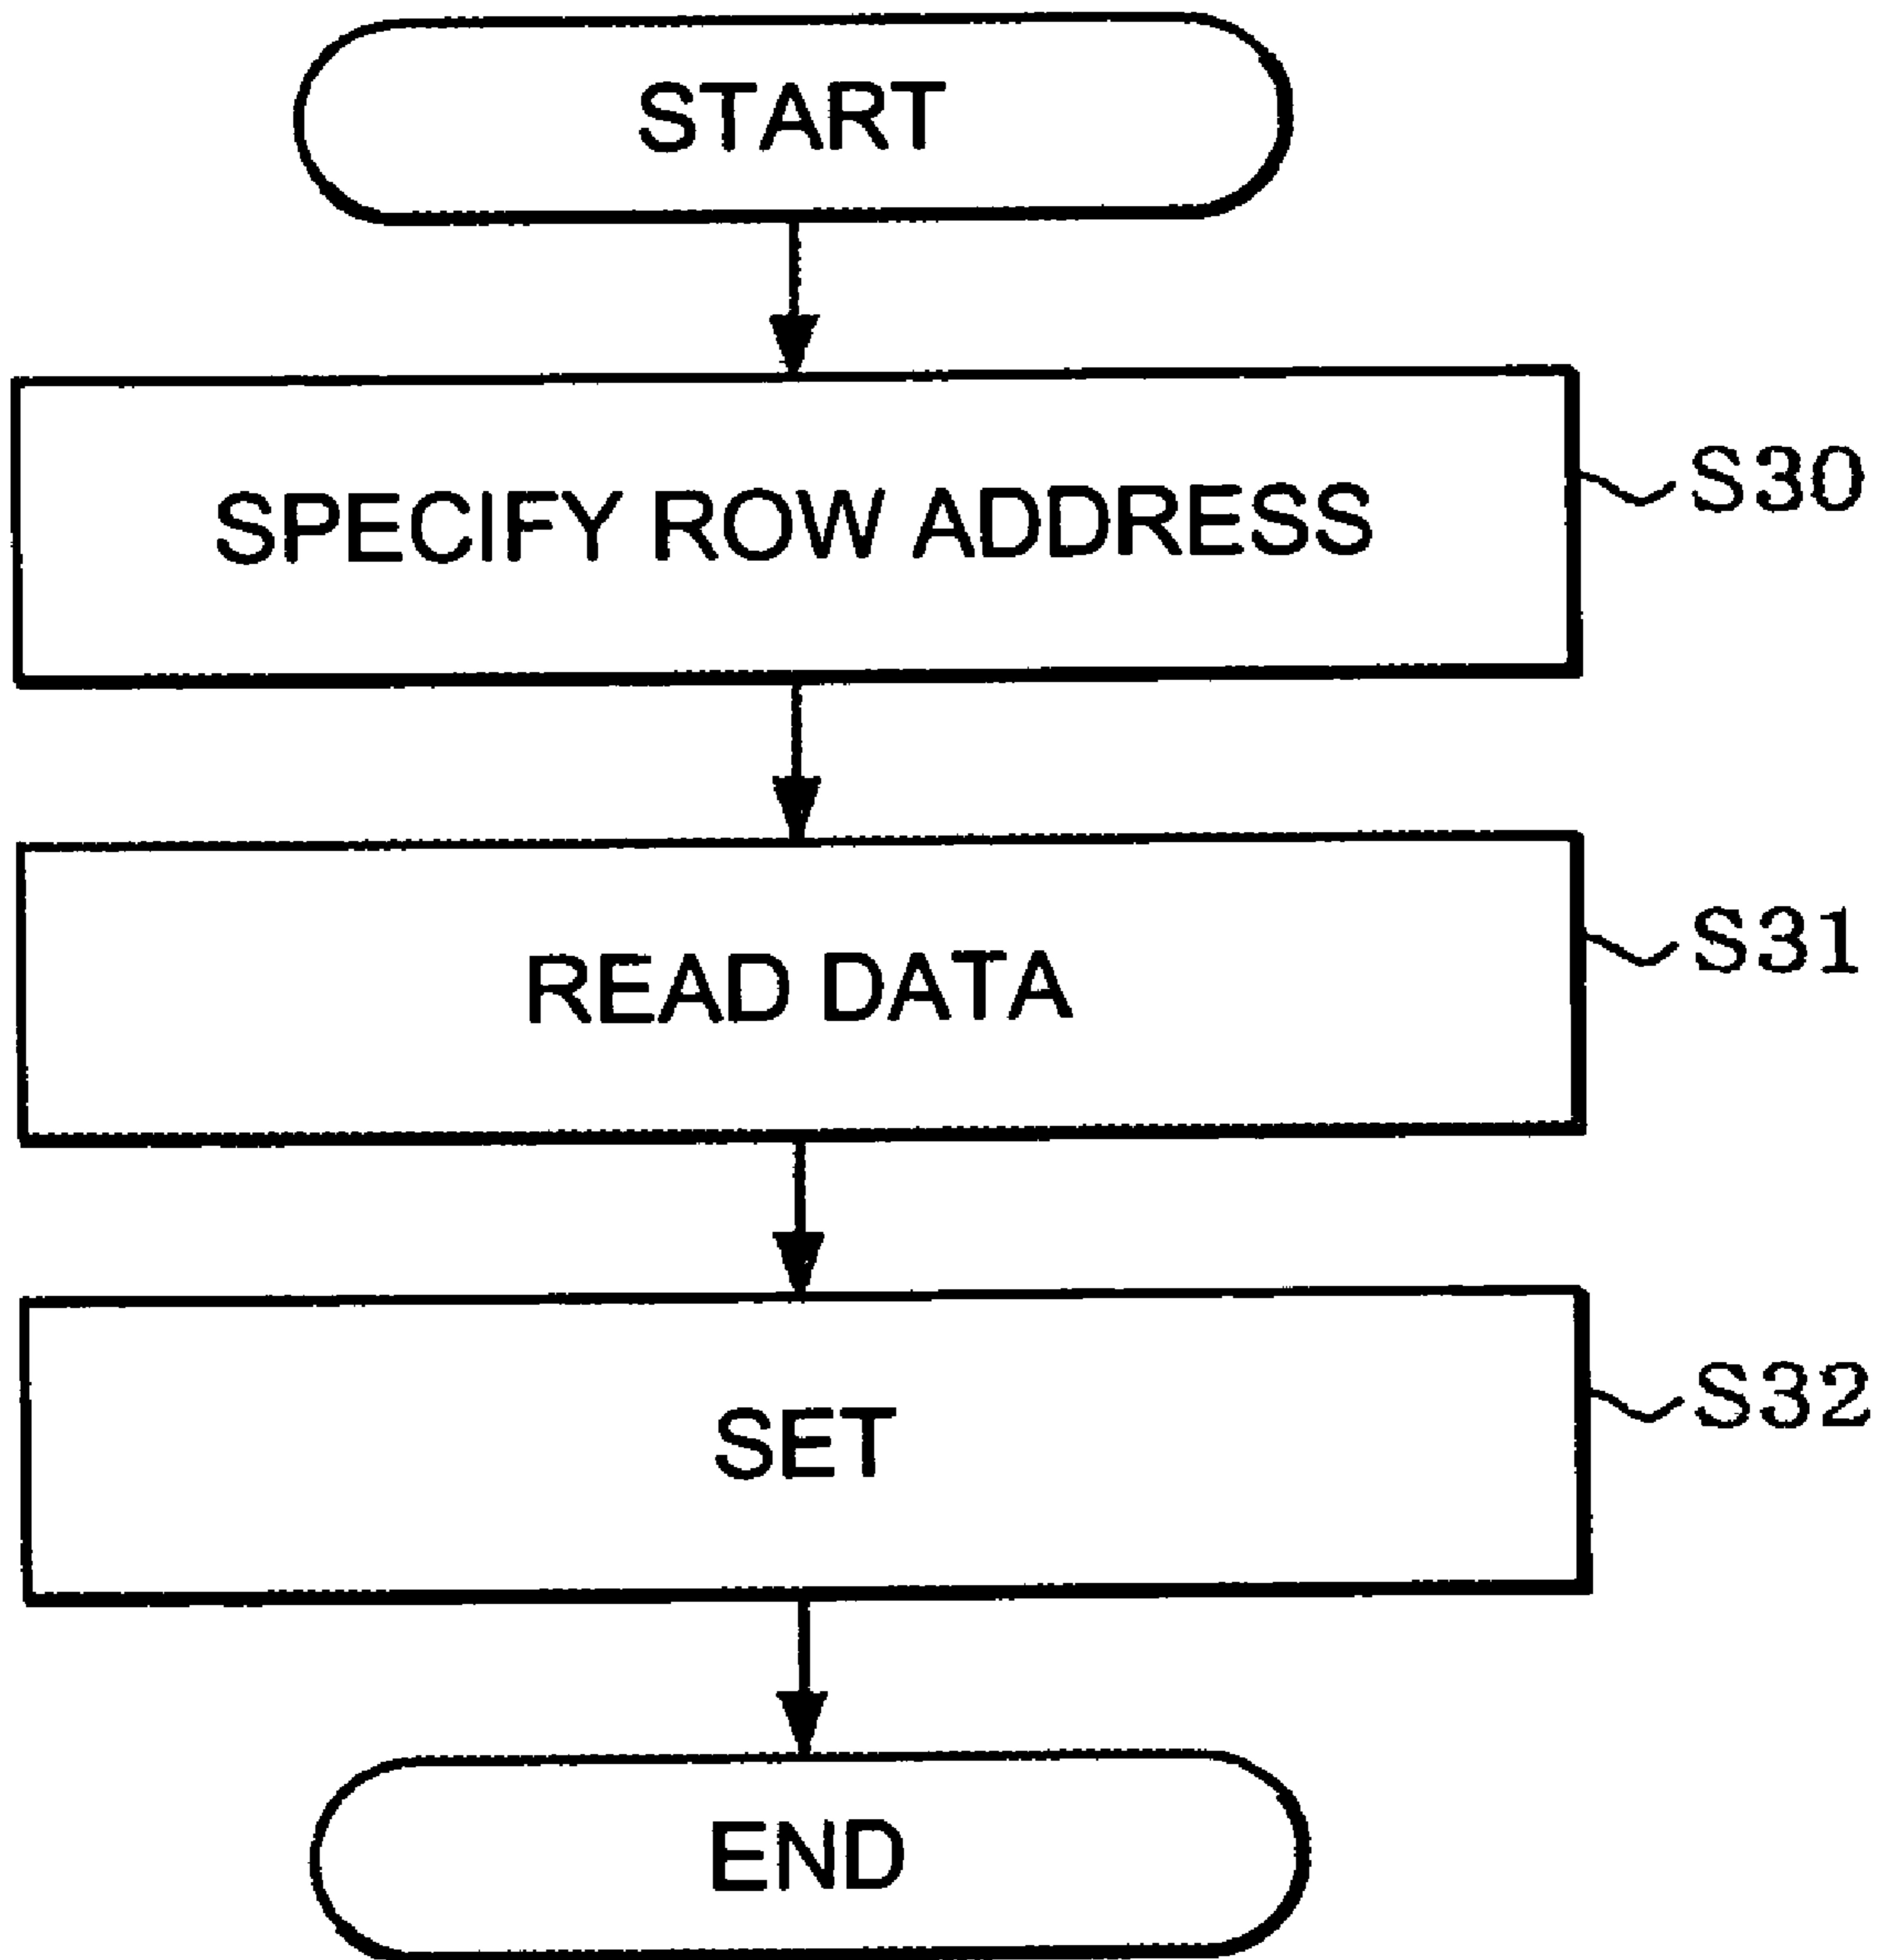 START
SPECIFY ROW ADDRESS
S30
READ DATA
S31
SET
S32
END